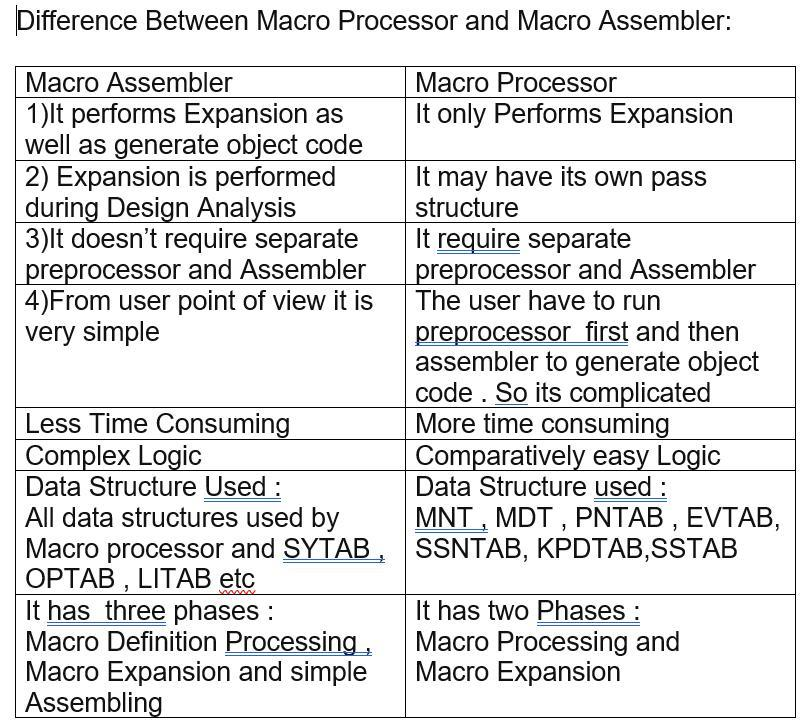 Difference Between Macro Processor and Macro Assembler:
Macro Assembler
Macro Processor
1)It performs Expansion as
well as generate object code
It only Performs Expansion
2) Expansion is performed
during Design Analysis
It may have its own pass
structure
3)It doesn’t require separate
preprocessor and Assembler
It require separate
preprocessor and Assembler
4)From user point of view it is
very simple
The user have to run
preprocessor  first and then
assembler to generate object
code . So its complicated
Less Time Consuming
More time consuming
Complex Logic
Comparatively easy Logic
Data Structure Used :
All data structures used by
Macro processor and SYTAB ,
OPTAB , LITAB etc
Data Structure used :
MNT , MDT , PNTAB , EVTAB,
SSNTAB, KPDTAB,SSTAB
It has  three phases :
Macro Definition Processing ,
Macro Expansion and simple
Assembling
It has two Phases :
Macro Processing and
Macro Expansion